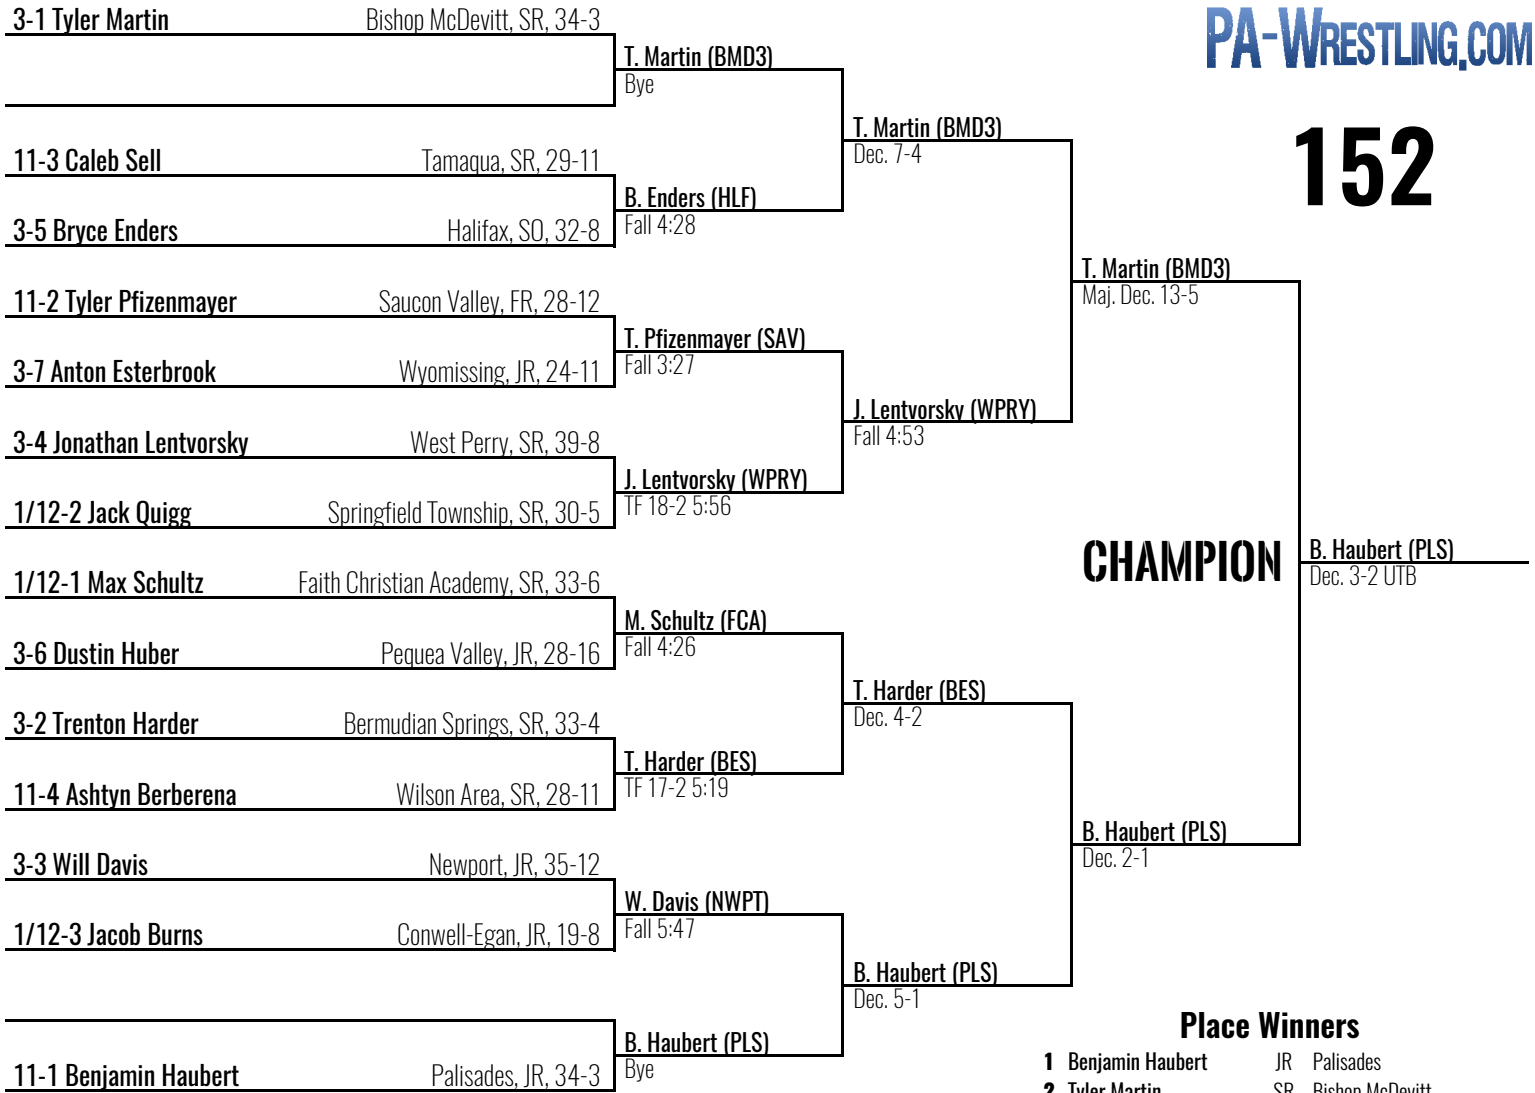 PA-WRESTLING.COM
152
3-1 Tyler Martin Bishop McDevitt, SR, 34-3
11-3 Caleb Sell Tamaqua, SR, 29-11
3-5 Bryce Enders Halifax, SO, 32-8
11-2 Tyler Pfizenmayer Saucon Valley, FR, 28-12
3-7 Anton Esterbrook Wyomissing, JR, 24-11
3-4 Jonathan Lentvorsky West Perry, SR, 39-8
1/12-2 Jack Quigg Springfield Township, SR, 30-5
1/12-1 Max Schultz Faith Christian Academy, SR, 33-6
3-6 Dustin Huber Pequea Valley, JR, 28-16
3-2 Trenton Harder Bermudian Springs, SR, 33-4
11-4 Ashtyn Berberena Wilson Area, SR, 28-11
3-3 Will Davis Newport, JR, 35-12
1/12-3 Jacob Burns Conwell-Egan, JR, 19-8
11-1 Benjamin Haubert Palisades, JR, 34-3
T. Martin (BMD3)
Bye
B. Enders (HLF)
Fall 4:28
T. Pfizenmayer (SAV)
Fall 3:27
J. Lentvorsky (WPRY)
TF 18-2 5:56
M. Schultz (FCA)
Fall 4:26
T. Harder (BES)
TF 17-2 5:19
W. Davis (NWPT)
Fall 5:47
B. Haubert (PLS)
Bye
T. Martin (BMD3)
Dec. 7-4
J. Lentvorsky (WPRY)
Fall 4:53
T. Harder (BES)
Dec. 4-2
B. Haubert (PLS)
Dec. 5-1
T. Martin (BMD3)
Maj. Dec. 13-5
B. Haubert (PLS)
Dec. 2-1
CHAMPION
B. Haubert (PLS)
Dec. 3-2 UTB
Place Winners
1 Benjamin Haubert JR Palisades
2 Tyler Martin SR Bishop McDevitt